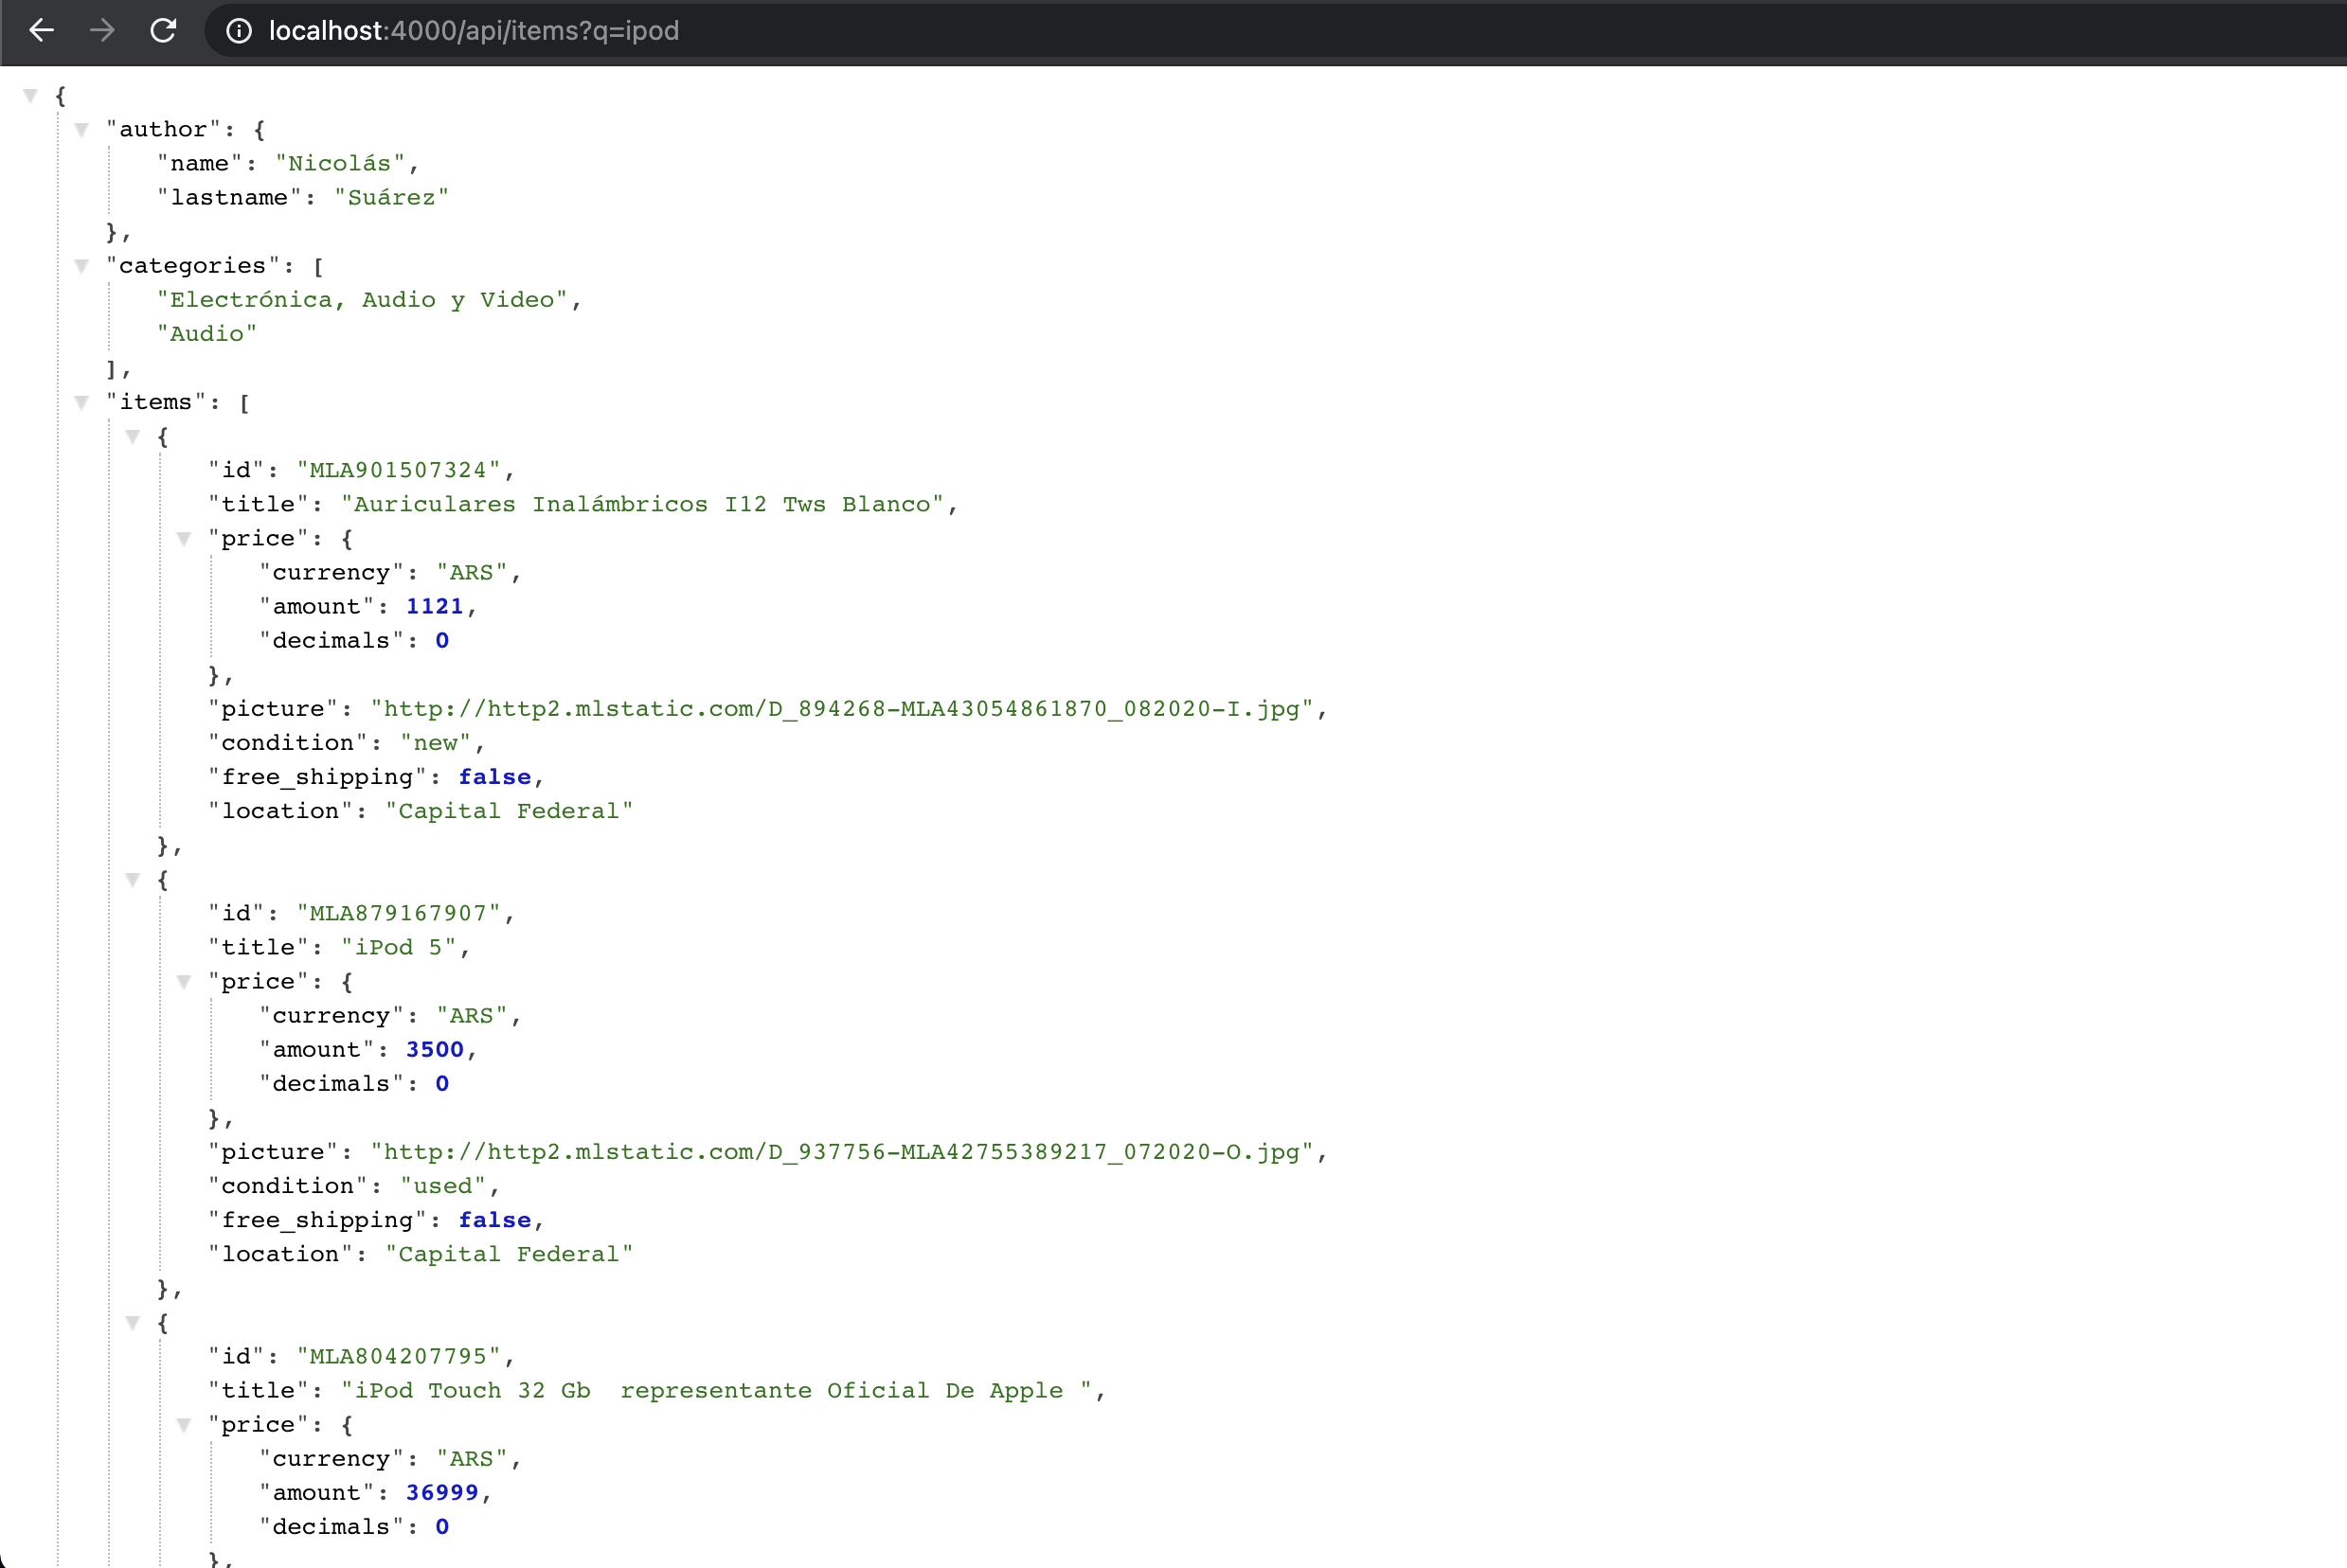 localhost:4000/api/items?q=ipod
{
"author": {
"name": "Nicolás",
"lastname": "Suárez"
},
"categories": [
"Electrónica, Audio y Video",
"Audio"
],
"items": [
{
"id": "MLA901507324",
"title": "Auriculares Inalámbricos I12 Tws Blanco",
"price": {
"currency": "ARS",
"amount": 1121,
"decimals": 0
},
"picture": "http://http2.mlstatic.com/D_894268-MLA43054861870_082020-I.jpg",
"condition": "new",
"free_shipping": false,
"location": "Capital Federal"
},
{
"id": "MLA879167907",
"title": "iPod 5",
"price": {
"currency": "ARS",
"amount": 3500,
"decimals": 0
},
"picture": "http://http2.mlstatic.com/D_937756-MLA42755389217_072020-O.jpg",
"condition": "used",
"free_shipping": false,
"location": "Capital Federal"
},
{
"id": "MLA804207795",
"title": "iPod Touch 32 Gb  representante Oficial De Apple ",
"price": {
"currency": "ARS",
"amount": 36999,
"decimals": 0
},